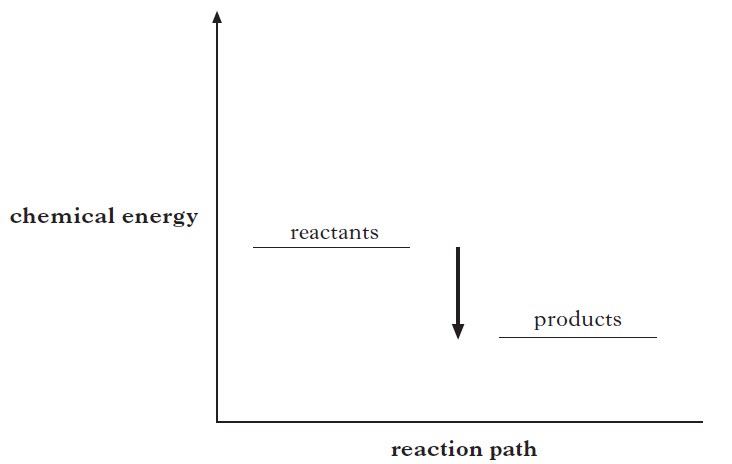 chemical energy
reactants
products
reaction path